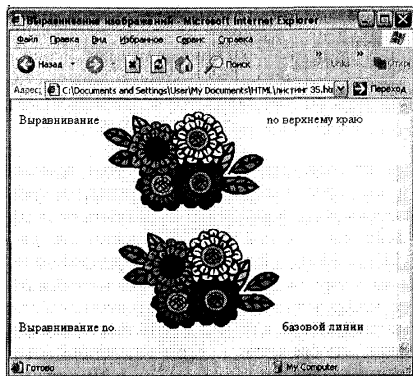 Выравнивание изображений - Microsoft Internet Explorer
Файл Правка Вид Избранное Сервис Справка
Назад Поиск Links
Адрес: C:\Documents and Settings\User\My Documents\HTML\листинг 35.ht Переход
Выравнивание по верхнему краю
Выравнивание по базовой линии
Готово My Computer